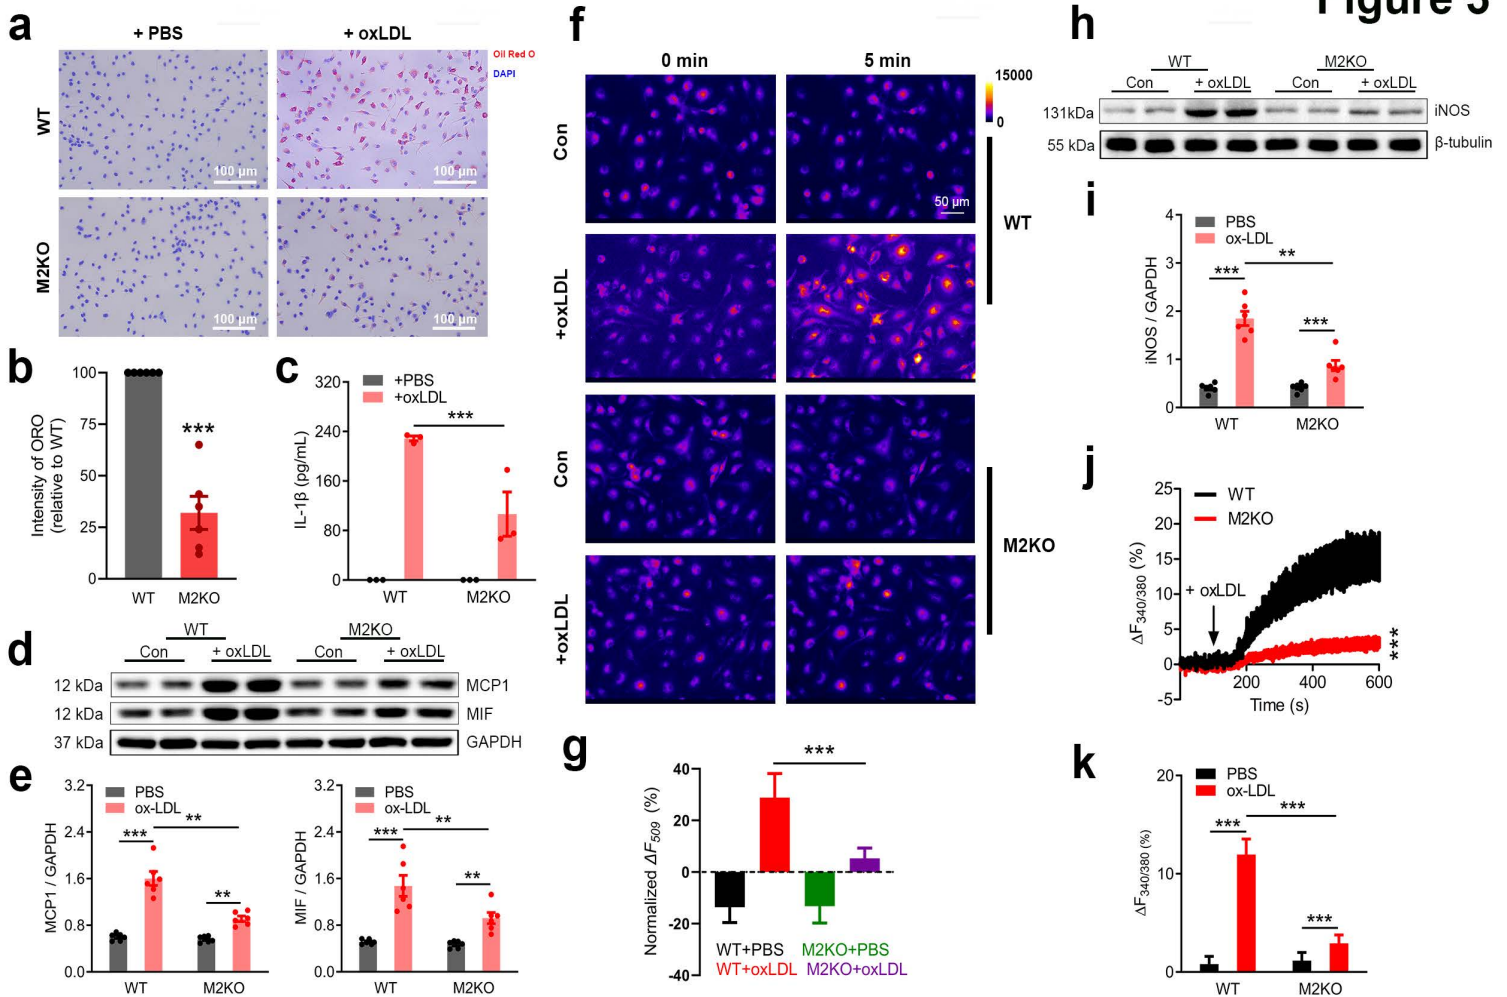 Figure 3
a
+ PBS
+ oxLDL
Oil Red O
DAPI
WT
100 µm
100 µm
M2KO
100 µm
100 µm
b
Intensity of ORO
(relative to WT)
100
75
50
25
0
***
WT
M2KO
c
+PBS
+oxLDL
IL-1β (pg/mL)
320
240
160
80
0
***
WT
M2KO
d
WT
M2KO
Con
+ oxLDL
Con
+ oxLDL
12 kDa
MCP1
12 kDa
MIF
37 kDa
GAPDH
e
PBS
ox-LDL
MCP1 / GAPDH
3.2
2.4
1.6
0.8
0.0
***
**
**
WT
M2KO
PBS
ox-LDL
MIF / GAPDH
3.2
2.4
1.6
0.8
0.0
***
**
**
WT
M2KO
f
0 min
5 min
15000
0
Con
50 µm
+oxLDL
WT
Con
+oxLDL
M2KO
g
Normalized ΔF509 (%)
40
20
0
-20
-40
***
WT+PBS
M2KO+PBS
WT+oxLDL
M2KO+oxLDL
h
WT
M2KO
Con
+ oxLDL
Con
+ oxLDL
131kDa
iNOS
55 kDa
β-tubulin
i
PBS
ox-LDL
iNOS / GAPDH
4
3
2
1
0
***
**
***
WT
M2KO
j
WT
M2KO
ΔF340/380 (%)
25
20
15
10
5
0
-5
+ oxLDL
***
200
400
600
Time (s)
k
PBS
ox-LDL
ΔF340/380 (%)
20
10
0
***
***
***
WT
M2KO